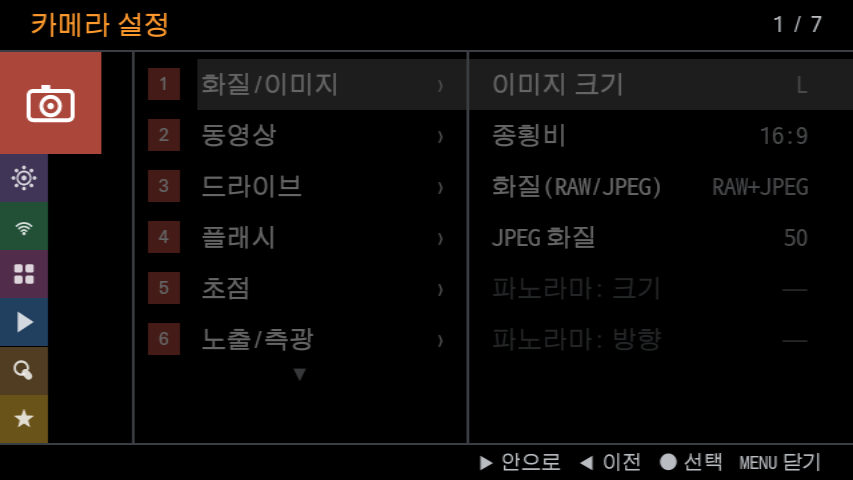 카메라 설정 1 / 7
1 화질/이미지 이미지 크기 L
2 동영상 종횡비 16:9
3 드라이브 화질(RAW/JPEG) RAW+JPEG
4 플래시 JPEG 화질 50
5 초점 파노라마: 크기 —
6 노출/측광 파노라마: 방향 —
안으로 이전 선택 MENU 닫기